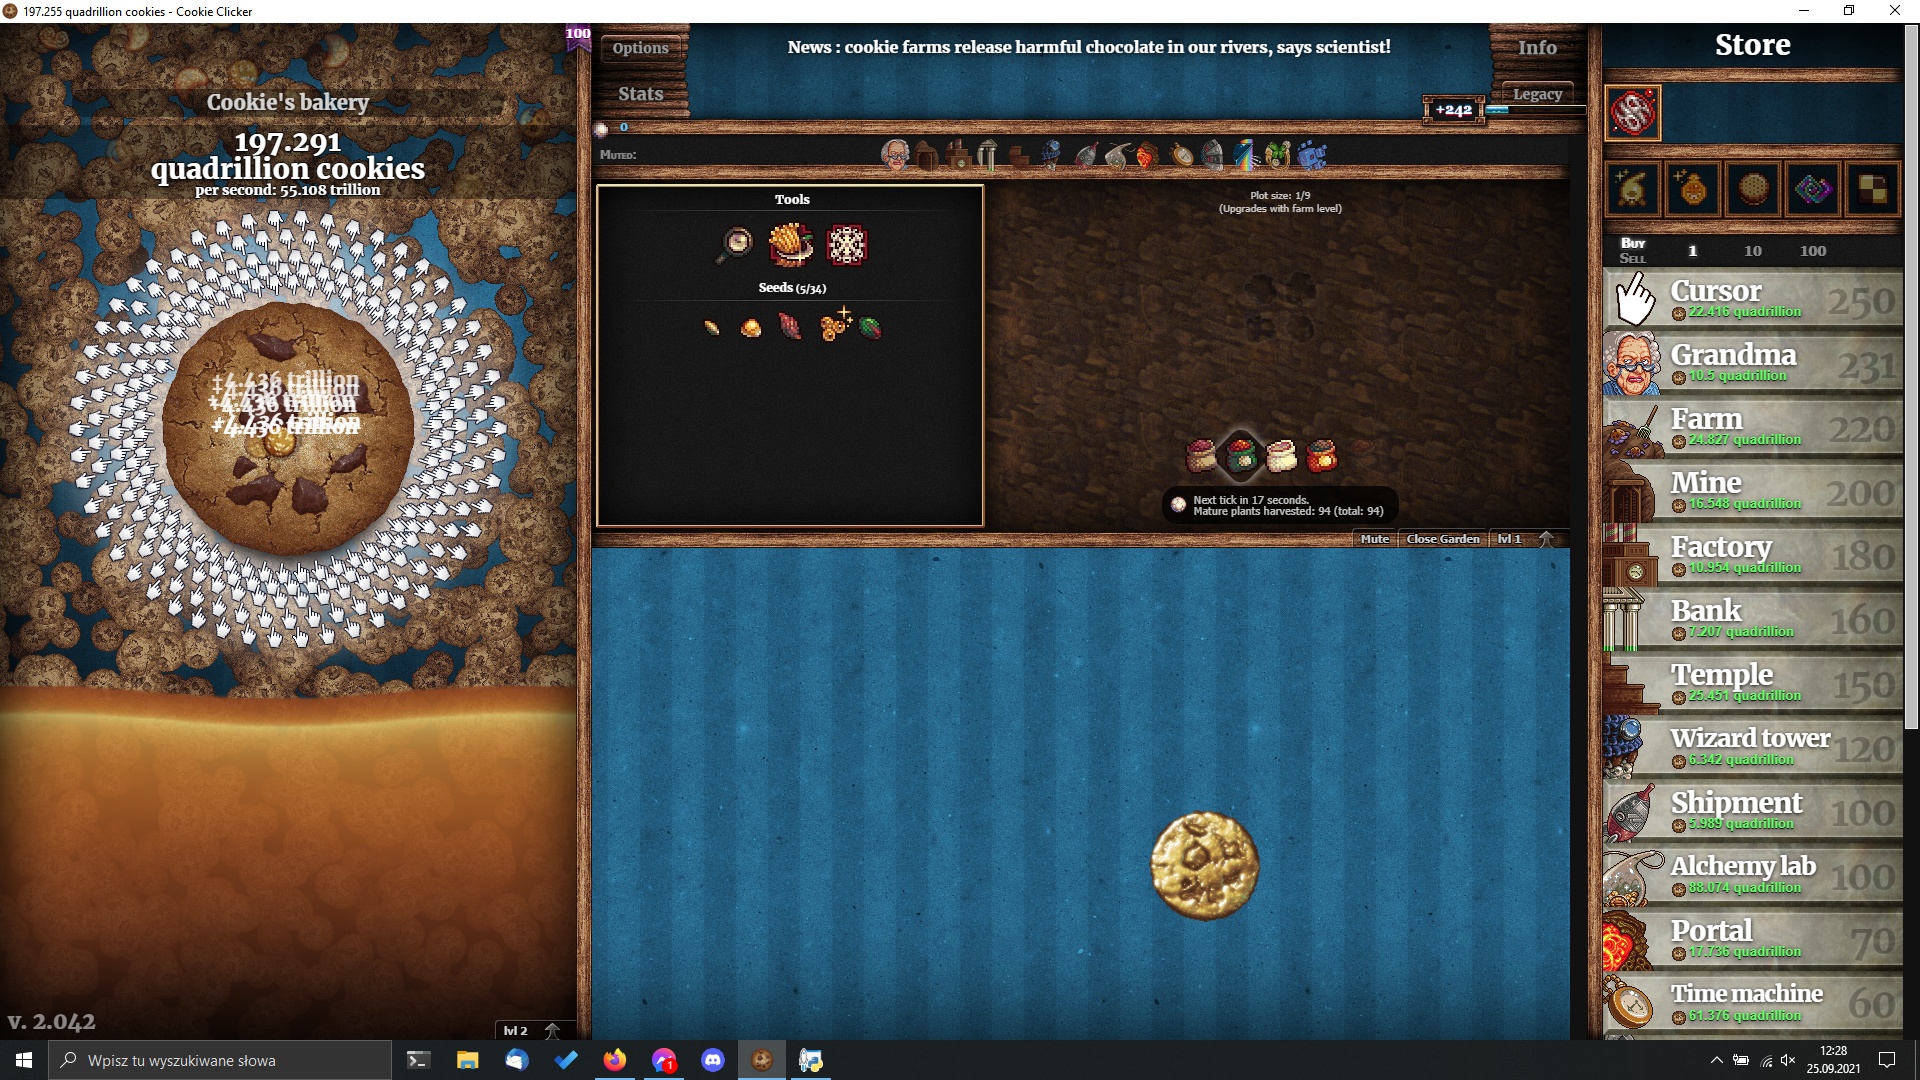 197.255 quadrillion cookies - Cookie Clicker
100
Options
Stats
News : cookie farms release harmful chocolate in our rivers, says scientist!
Info
Legacy
+242
Store
Cookie's bakery
197.291
quadrillion cookies
per second: 55.108 trillion
0
Muted:
+4.436 trillion
+4.436 trillion
+4.436 trillion
+4.436 trillion
Tools
Seeds (5/34)
Plot size: 1/9
(Upgrades with farm level)
Next tick in 17 seconds.
Mature plants harvested: 94 (total: 94)
Mute
Close Garden
lvl 1
Buy
Sell
1
10
100
Cursor
22.416 quadrillion
250
Grandma
10.5 quadrillion
231
Farm
24.827 quadrillion
220
Mine
16.548 quadrillion
200
Factory
10.954 quadrillion
180
Bank
7.207 quadrillion
160
Temple
25.451 quadrillion
150
Wizard tower
6.342 quadrillion
120
Shipment
5.989 quadrillion
100
Alchemy lab
88.074 quadrillion
100
Portal
17.736 quadrillion
70
Time machine
61.376 quadrillion
60
v. 2.042
lvl 2
Wpisz tu wyszukiwane słowa
1
12:28
25.09.2021